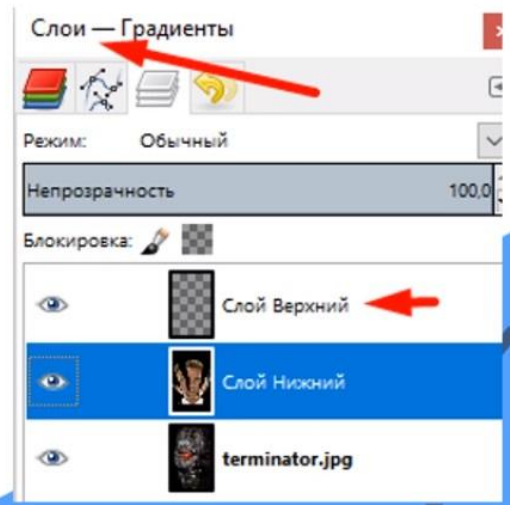 Слои — Градиенты
Режим: Обычный
Непрозрачность 100,0
Блокировка:
Слой Верхний
Слой Нижний
terminator.jpg